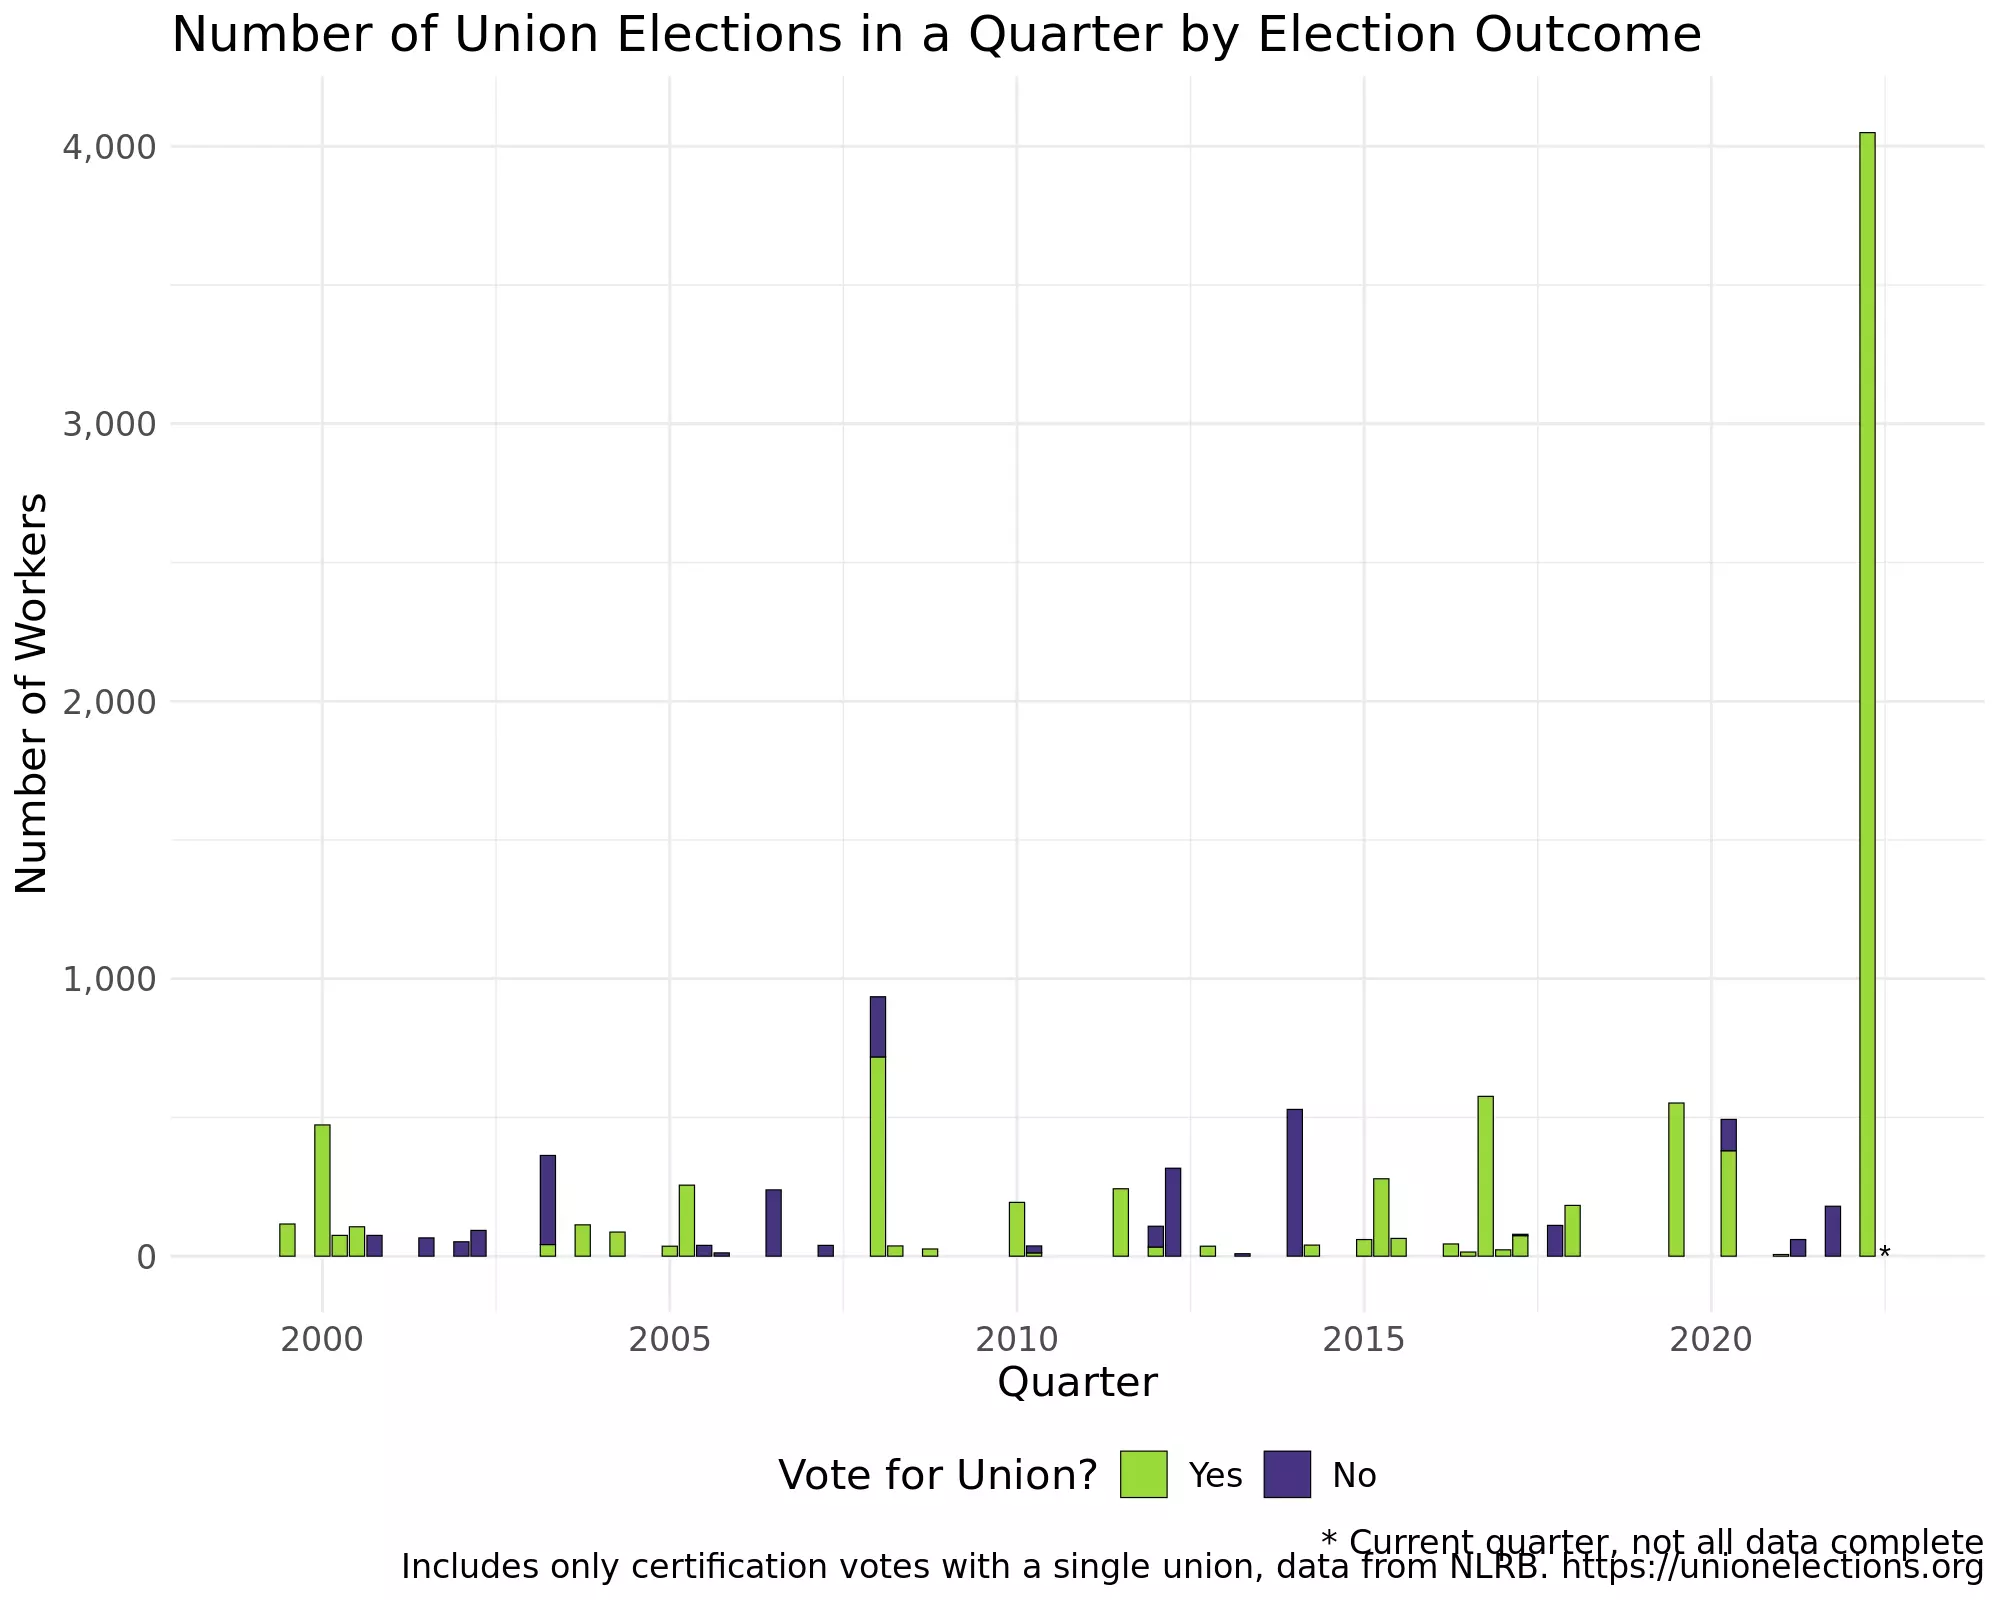 Number of Union Elections in a Quarter by Election Outcome
Number of Workers
4,000
3,000
2,000
1,000
0
*
2000 2005 2010 2015 2020
Quarter
Vote for Union? Yes No
* Current quarter, not all data complete
Includes only certification votes with a single union, data from NLRB. https://unionelections.org